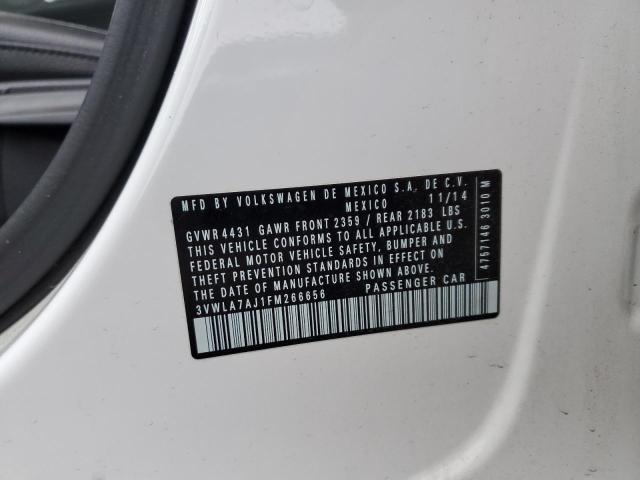 MFD BY VOLKSWAGEN DE MEXICO S.A. DE C.V.
MEXICO 11/14
GVWR 4431 GAWR FRONT 2359 / REAR 2183 LBS
THIS VEHICLE CONFORMS TO ALL APPLICABLE U.S.
FEDERAL MOTOR VEHICLE SAFETY, BUMPER AND
THEFT PREVENTION STANDARDS IN EFFECT ON
THE DATE OF MANUFACTURE SHOWN ABOVE.
3VWLA7AJ1FM266656 PASSENGER CAR
4757146 3010 M